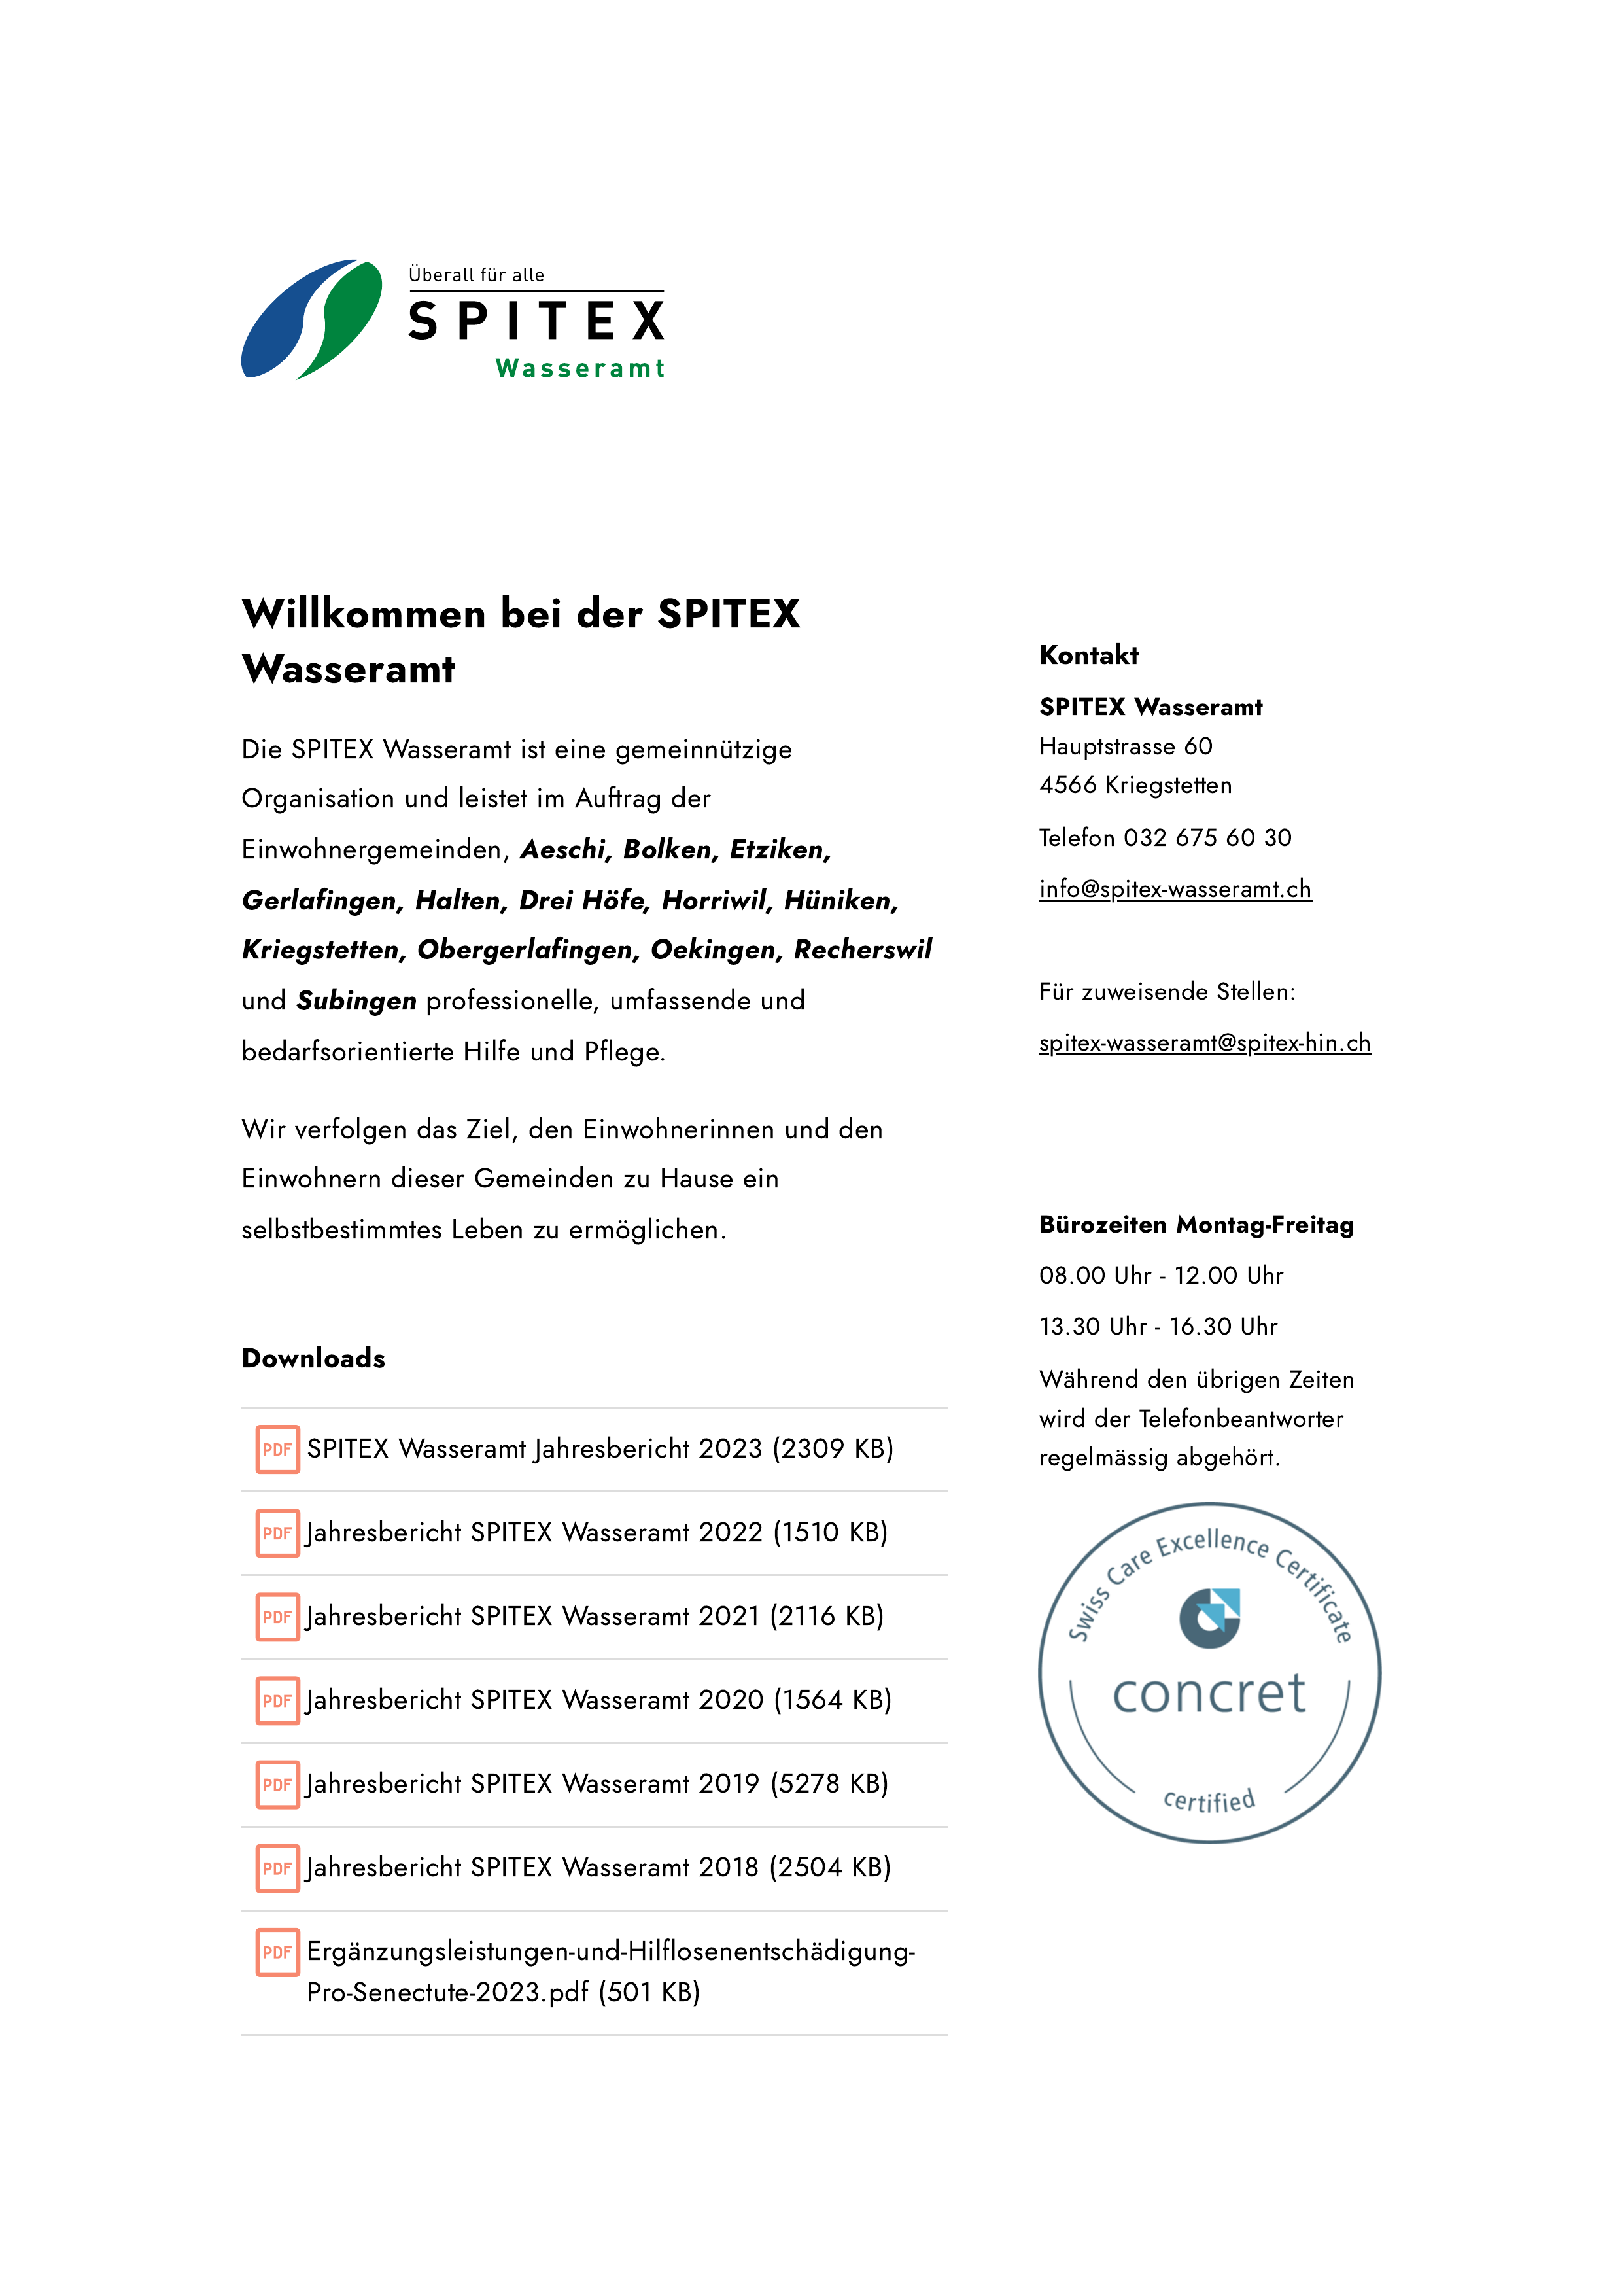 Überall für alle
SPITEX
Wasseramt
Willkommen bei der SPITEX
Wasseramt
Die SPITEX Wasseramt ist eine gemeinnützige
Organisation und leistet im Auftrag der
Einwohnergemeinden, Aeschi, Bolken, Etziken,
Gerlafingen, Halten, Drei Höfe, Horriwil, Hüniken,
Kriegstetten, Obergerlafingen, Oekingen, Recherswil
und Subingen professionelle, umfassende und
bedarfsorientierte Hilfe und Pflege.
Wir verfolgen das Ziel, den Einwohnerinnen und den
Einwohnern dieser Gemeinden zu Hause ein
selbstbestimmtes Leben zu ermöglichen.
Downloads
PDF SPITEX Wasseramt Jahresbericht 2023 (2309 KB)
PDF Jahresbericht SPITEX Wasseramt 2022 (1510 KB)
PDF Jahresbericht SPITEX Wasseramt 2021 (2116 KB)
PDF Jahresbericht SPITEX Wasseramt 2020 (1564 KB)
PDF Jahresbericht SPITEX Wasseramt 2019 (5278 KB)
PDF Jahresbericht SPITEX Wasseramt 2018 (2504 KB)
PDF Ergänzungsleistungen-und-Hilflosenentschädigung-
Pro-Senectute-2023.pdf (501 KB)
Kontakt
SPITEX Wasseramt
Hauptstrasse 60
4566 Kriegstetten
Telefon 032 675 60 30
info@spitex-wasseramt.ch
Für zuweisende Stellen:
spitex-wasseramt@spitex-hin.ch
Bürozeiten Montag-Freitag
08.00 Uhr - 12.00 Uhr
13.30 Uhr - 16.30 Uhr
Während den übrigen Zeiten
wird der Telefonbeantworter
regelmässig abgehört.
Swiss Care Excellence Certificate
concret
certified